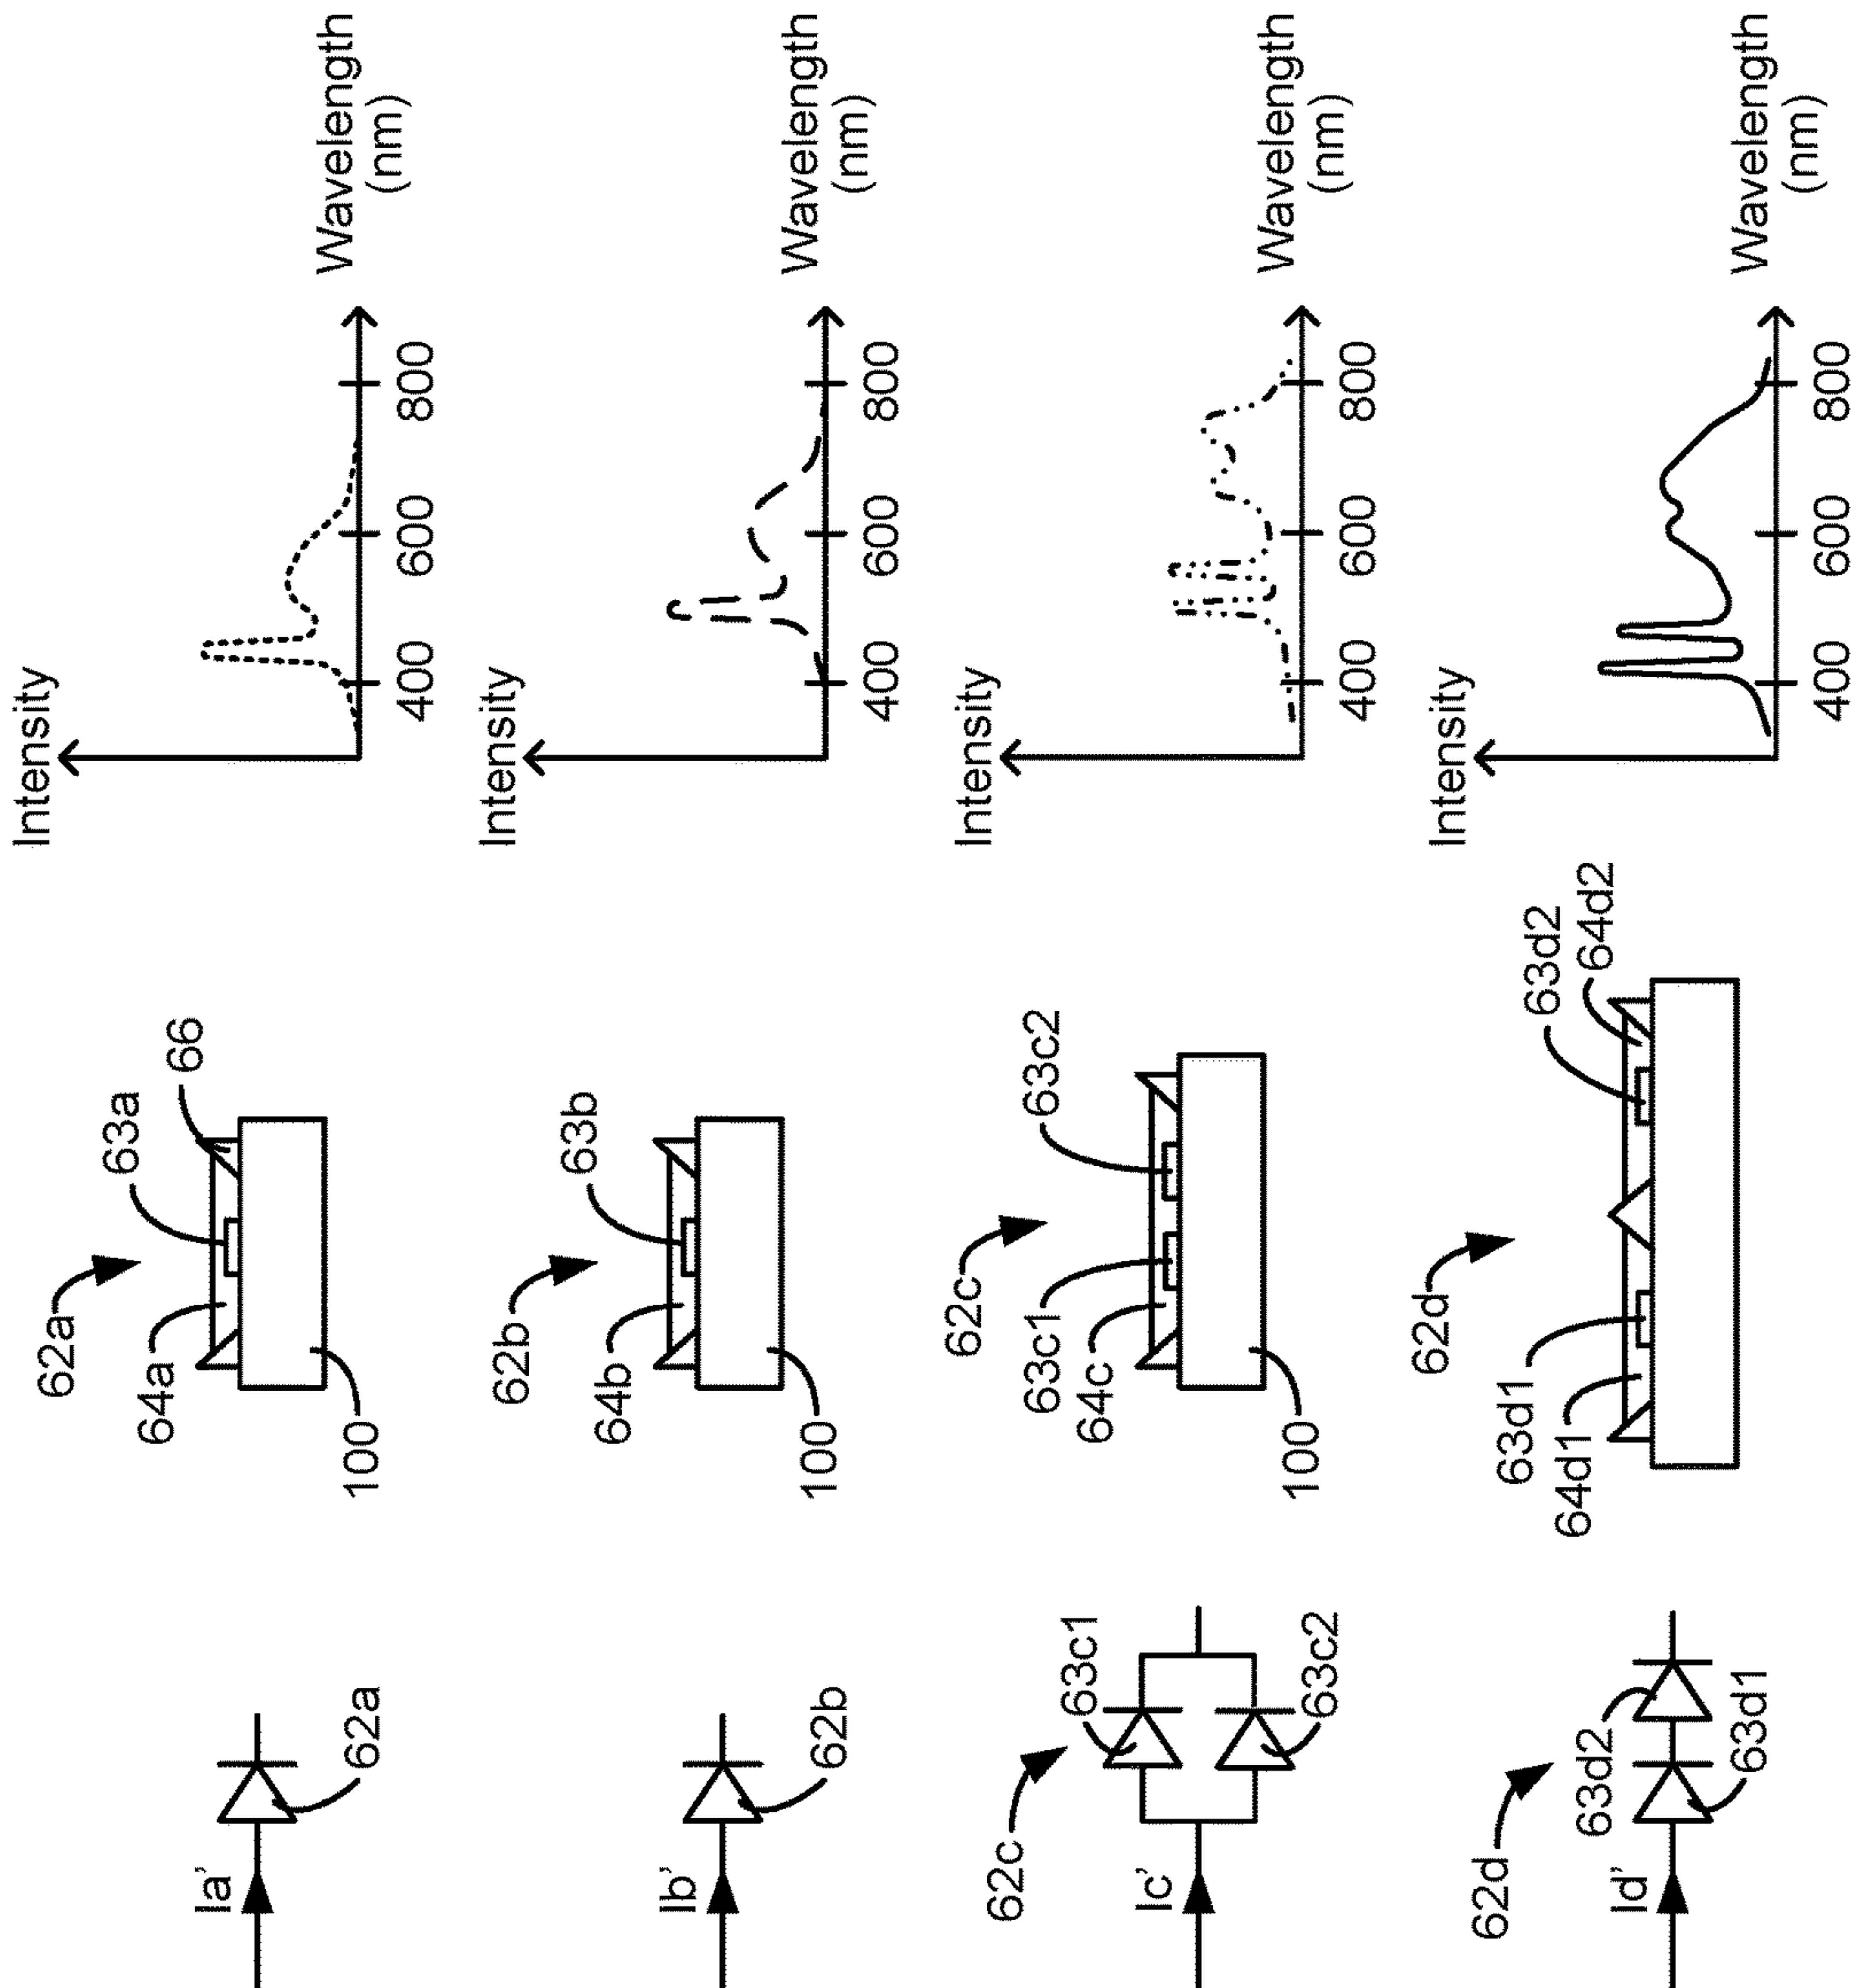 Ia’
62a
62a
63a
66
64a
100
Intensity
400
600
800
Wavelength
(nm)
Ib’
62b
62b
63b
64b
100
Intensity
400
600
800
Wavelength
(nm)
62c
Ic’
63c1
63c2
62c
63c1
64c
63c2
100
Intensity
400
600
800
Wavelength
(nm)
62d
Id’
63d2
63d1
62d
63d1
64d1
63d2
64d2
Intensity
400
600
800
Wavelength
(nm)